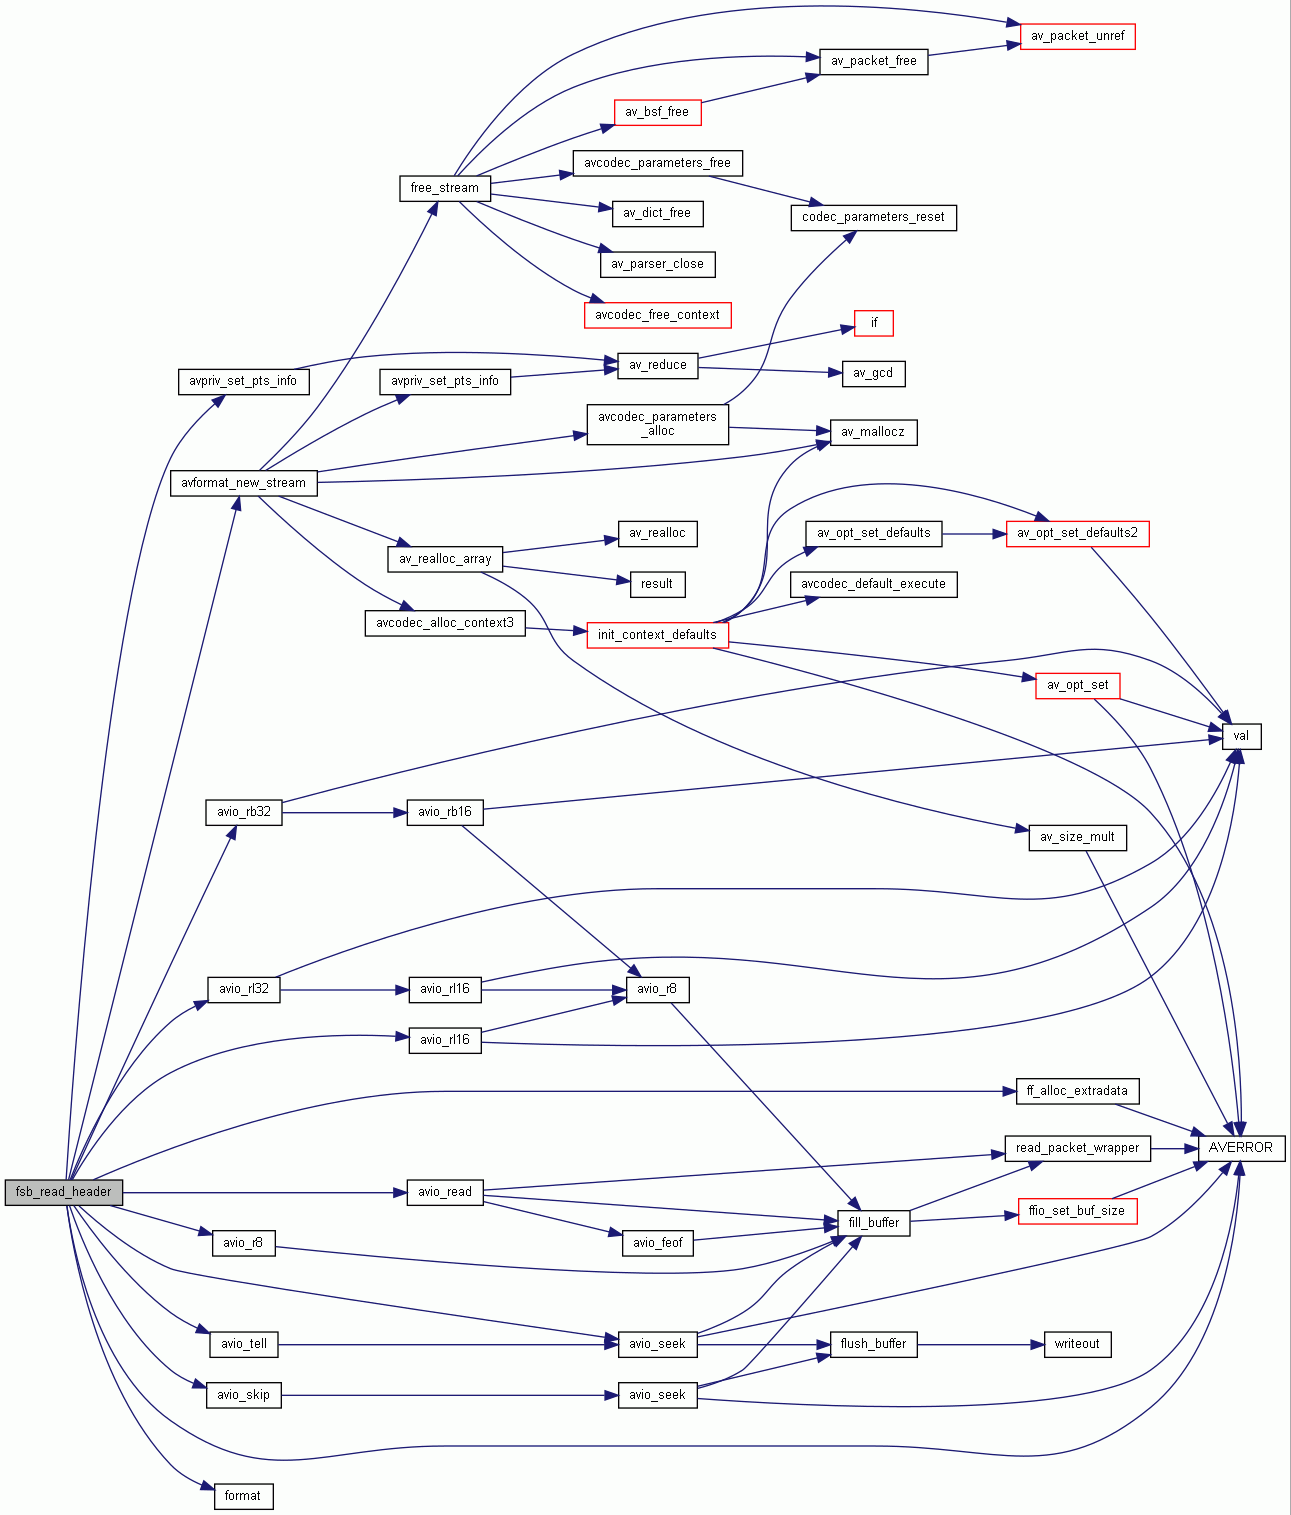 av_packet_unref
av_packet_free
av_bsf_free
avcodec_parameters_free
free_stream
av_dict_free
codec_parameters_reset
av_parser_close
avcodec_free_context
if
av_reduce
av_gcd
avpriv_set_pts_info
avpriv_set_pts_info
avcodec_parameters
_alloc
av_mallocz
avformat_new_stream
av_realloc
av_opt_set_defaults
av_opt_set_defaults2
av_realloc_array
result
avcodec_default_execute
avcodec_alloc_context3
init_context_defaults
av_opt_set
val
avio_rb32
avio_rb16
av_size_mult
avio_rl32
avio_rl16
avio_r8
avio_rl16
ff_alloc_extradata
read_packet_wrapper
AVERROR
fsb_read_header
avio_read
ffio_set_buf_size
fill_buffer
avio_r8
avio_feof
avio_tell
avio_seek
flush_buffer
writeout
avio_skip
avio_seek
format